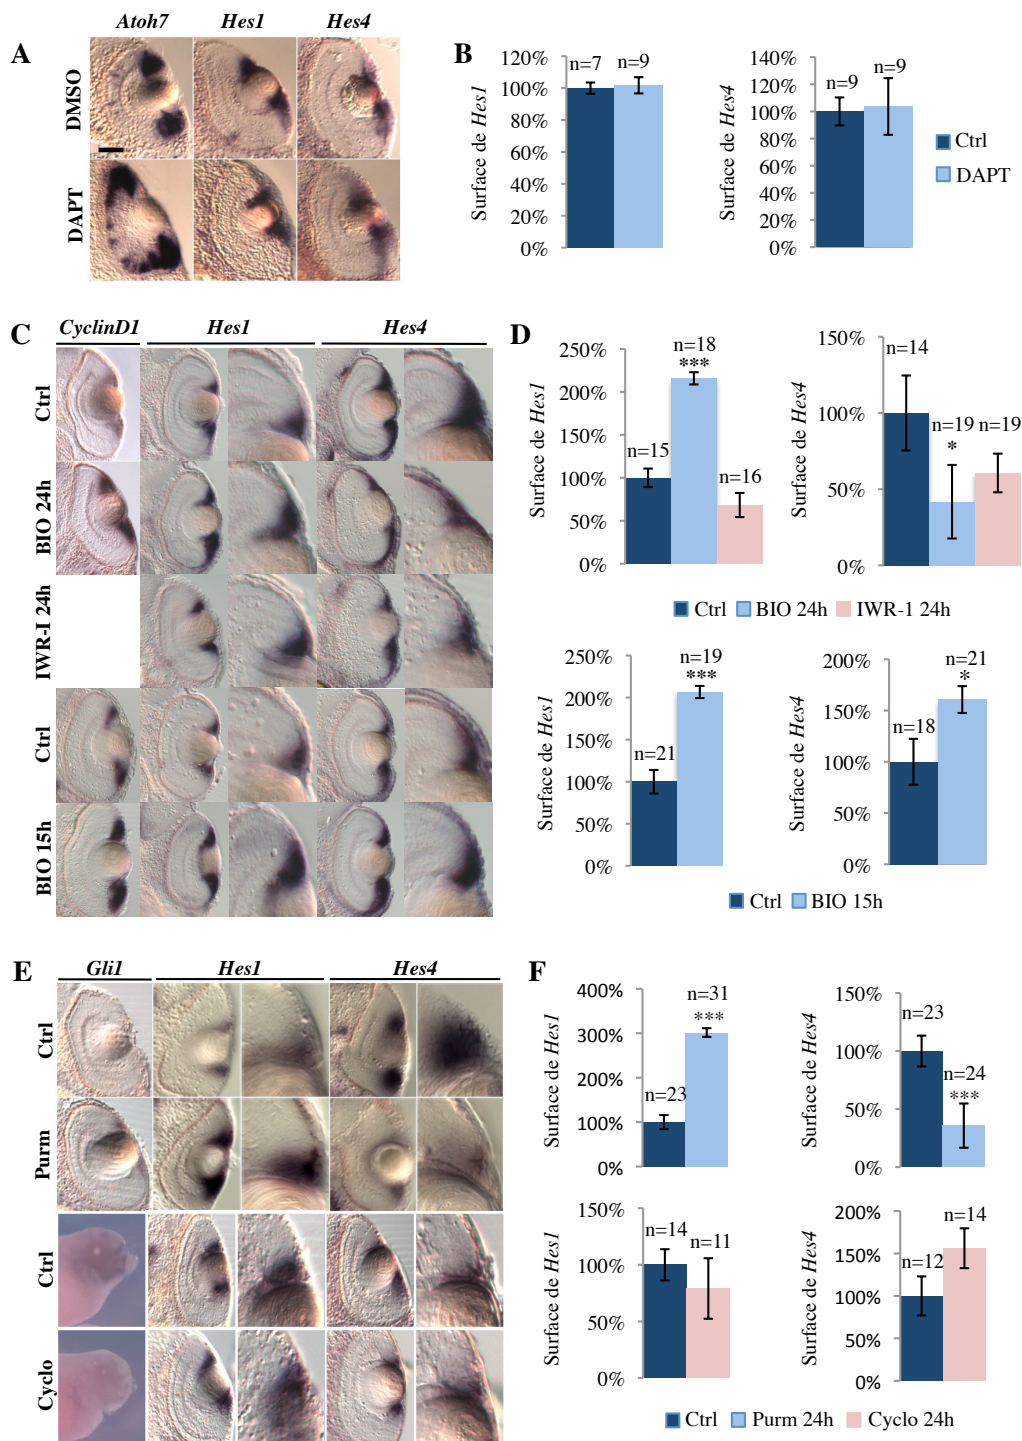 A
Atoh7 Hes1 Hes4
DMSO
DAPT
B
Surface de Hes1
120%
100%
80%
60%
40%
20%
0%
n=7 n=9
Surface de Hes4
140%
120%
100%
80%
60%
40%
20%
0%
n=9 n=9
Ctrl
DAPT
C
CyclinD1 Hes1 Hes4
Ctrl
BIO 24h
IWR-1 24h
Ctrl
BIO 15h
D
Surface de Hes1
250%
200%
150%
100%
50%
0%
n=15
n=18
***
n=16
Surface de Hes4
150%
100%
50%
0%
n=14
n=19
*
n=19
Ctrl BIO 24h IWR-1 24h
Surface de Hes1
250%
200%
150%
100%
50%
0%
n=21
n=19
***
Surface de Hes4
200%
150%
100%
50%
0%
n=18
n=21
*
Ctrl BIO 15h
E
Gli1 Hes1 Hes4
Ctrl
Purm
Ctrl
Cyclo
F
Surface de Hes1
400%
300%
200%
100%
0%
n=23
n=31
***
Surface de Hes4
150%
100%
50%
0%
n=23
n=24
***
Surface de Hes1
150%
100%
50%
0%
n=14
n=11
Surface de Hes4
200%
150%
100%
50%
0%
n=12
n=14
Ctrl Purm 24h Cyclo 24h